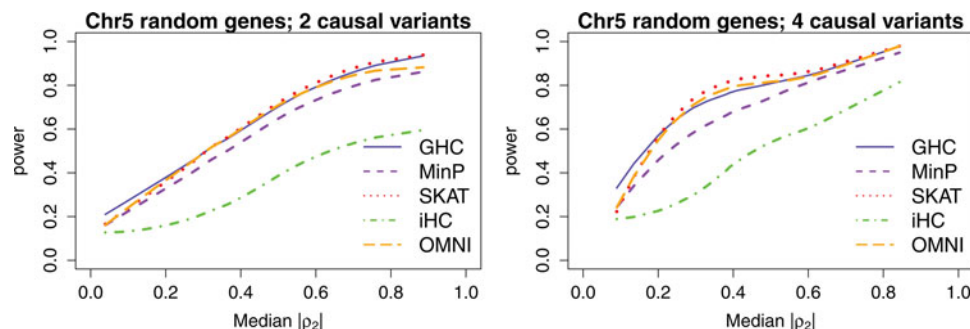 Chr5 random genes; 2 causal variants
power
1.0
0.8
0.6
0.4
0.2
0.0
GHC
MinP
SKAT
iHC
OMNI
0.0 0.2 0.4 0.6 0.8 1.0
Median |ρ2|
Chr5 random genes; 4 causal variants
power
1.0
0.8
0.6
0.4
0.2
0.0
GHC
MinP
SKAT
iHC
OMNI
0.0 0.2 0.4 0.6 0.8 1.0
Median |ρ2|